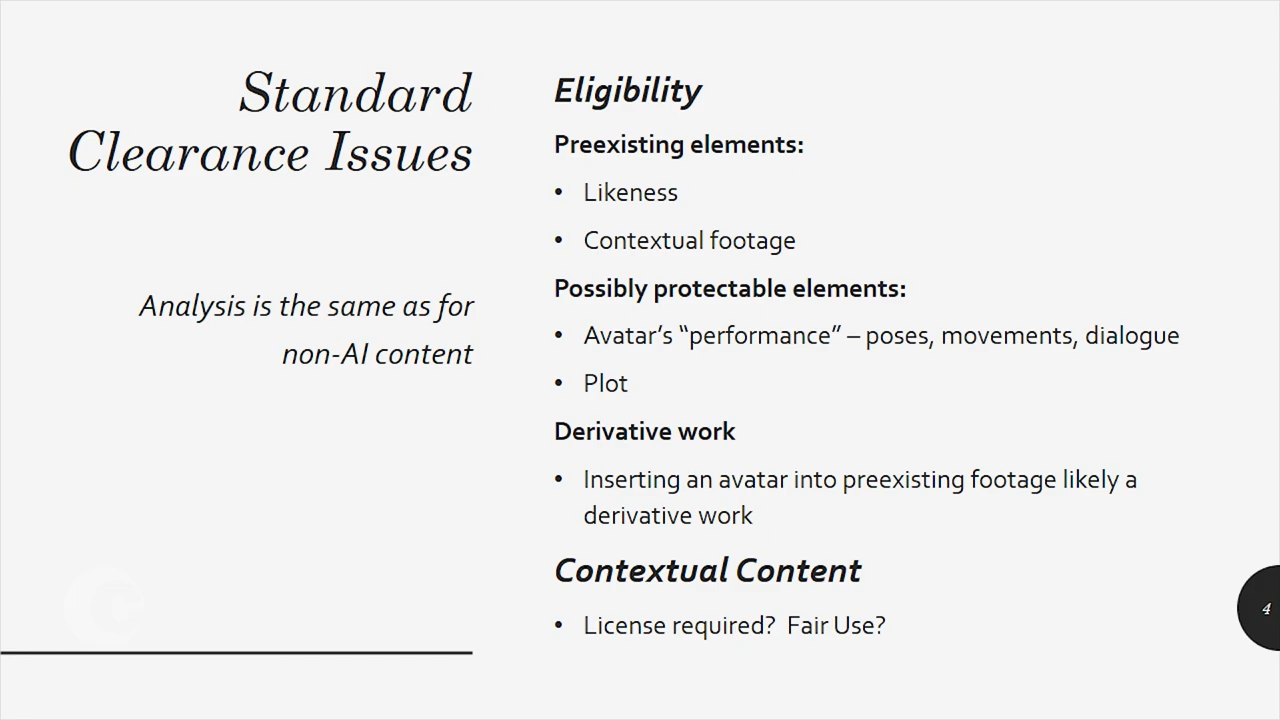 Standard
Clearance Issues
Analysis is the same as for
non-AI content
Eligibility
Preexisting elements:
• Likeness
• Contextual footage
Possibly protectable elements:
• Avatar’s “performance” – poses, movements, dialogue
• Plot
Derivative work
• Inserting an avatar into preexisting footage likely a
derivative work
Contextual Content
• License required?  Fair Use?
4